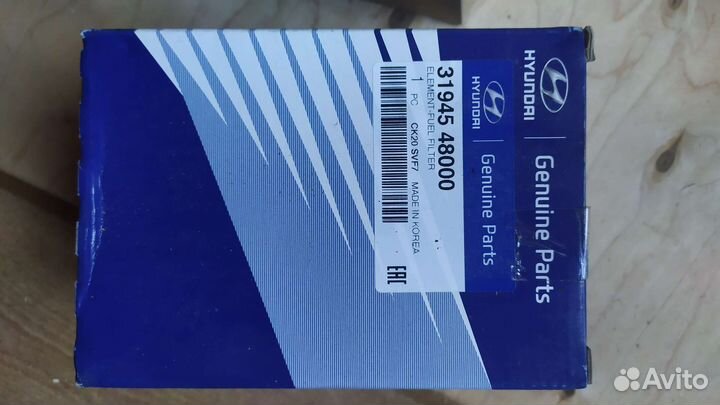 HYUNDAI
Genuine Parts
HYUNDAI
Genuine Parts
31945 48000
ELEMENT-FUEL FILTER
1 PC CK20 SVF7 MADE IN KOREA
EAC
Avito